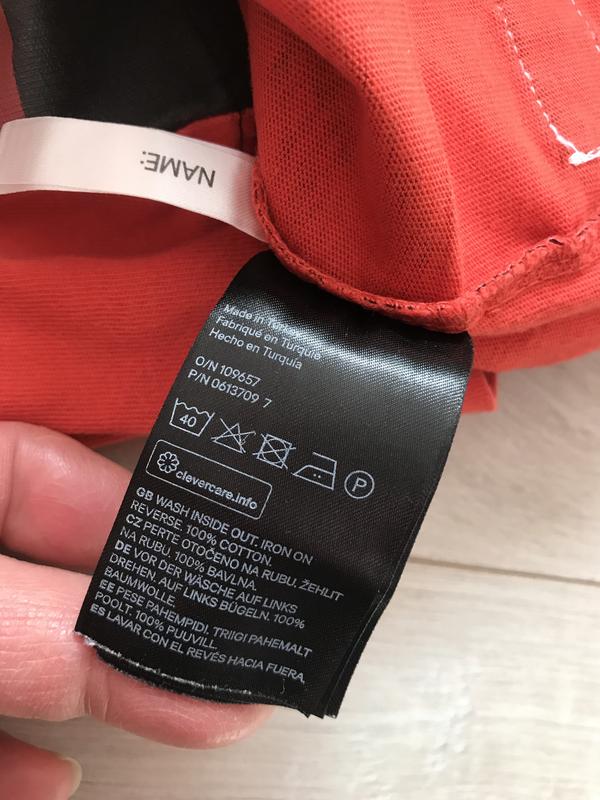 NAME:
Made in
Fabriqué en Turquie
Hecho en Turquía
O/N 109657
P/N 0613709 7
40
P
clevercare.info
GB WASH INSIDE OUT. IRON ON
REVERSE. 100% COTTON.
CZ PERTE OTOČENO NA RUBU. ŽEHLIT
NA RUBU. 100% BAVLNA.
DE VOR DER WÄSCHE AUF LINKS
DREHEN. AUF LINKS BÜGELN. 100%
BAUMWOLLE.
EE PESE PAHEMPIDI. TRIIGI PAHEMALT
POOLT. 100% PUUVILL.
ES LAVAR CON EL REVÉS HACIA FUERA.